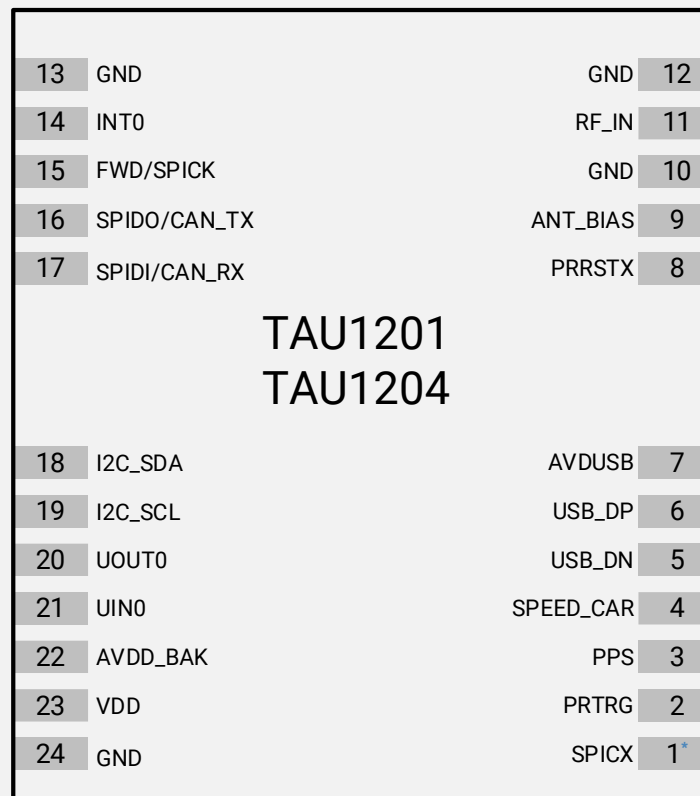 13 GND GND 12
14 INT0 RF_IN 11
15 FWD/SPICK GND 10
16 SPIDO/CAN_TX ANT_BIAS 9
17 SPIDI/CAN_RX PRRSTX 8
TAU1201
TAU1204
18 I2C_SDA AVDUSB 7
19 I2C_SCL USB_DP 6
20 UOUT0 USB_DN 5
21 UIN0 SPEED_CAR 4
22 AVDD_BAK PPS 3
23 VDD PRTRG 2
24 GND SPICX 1*